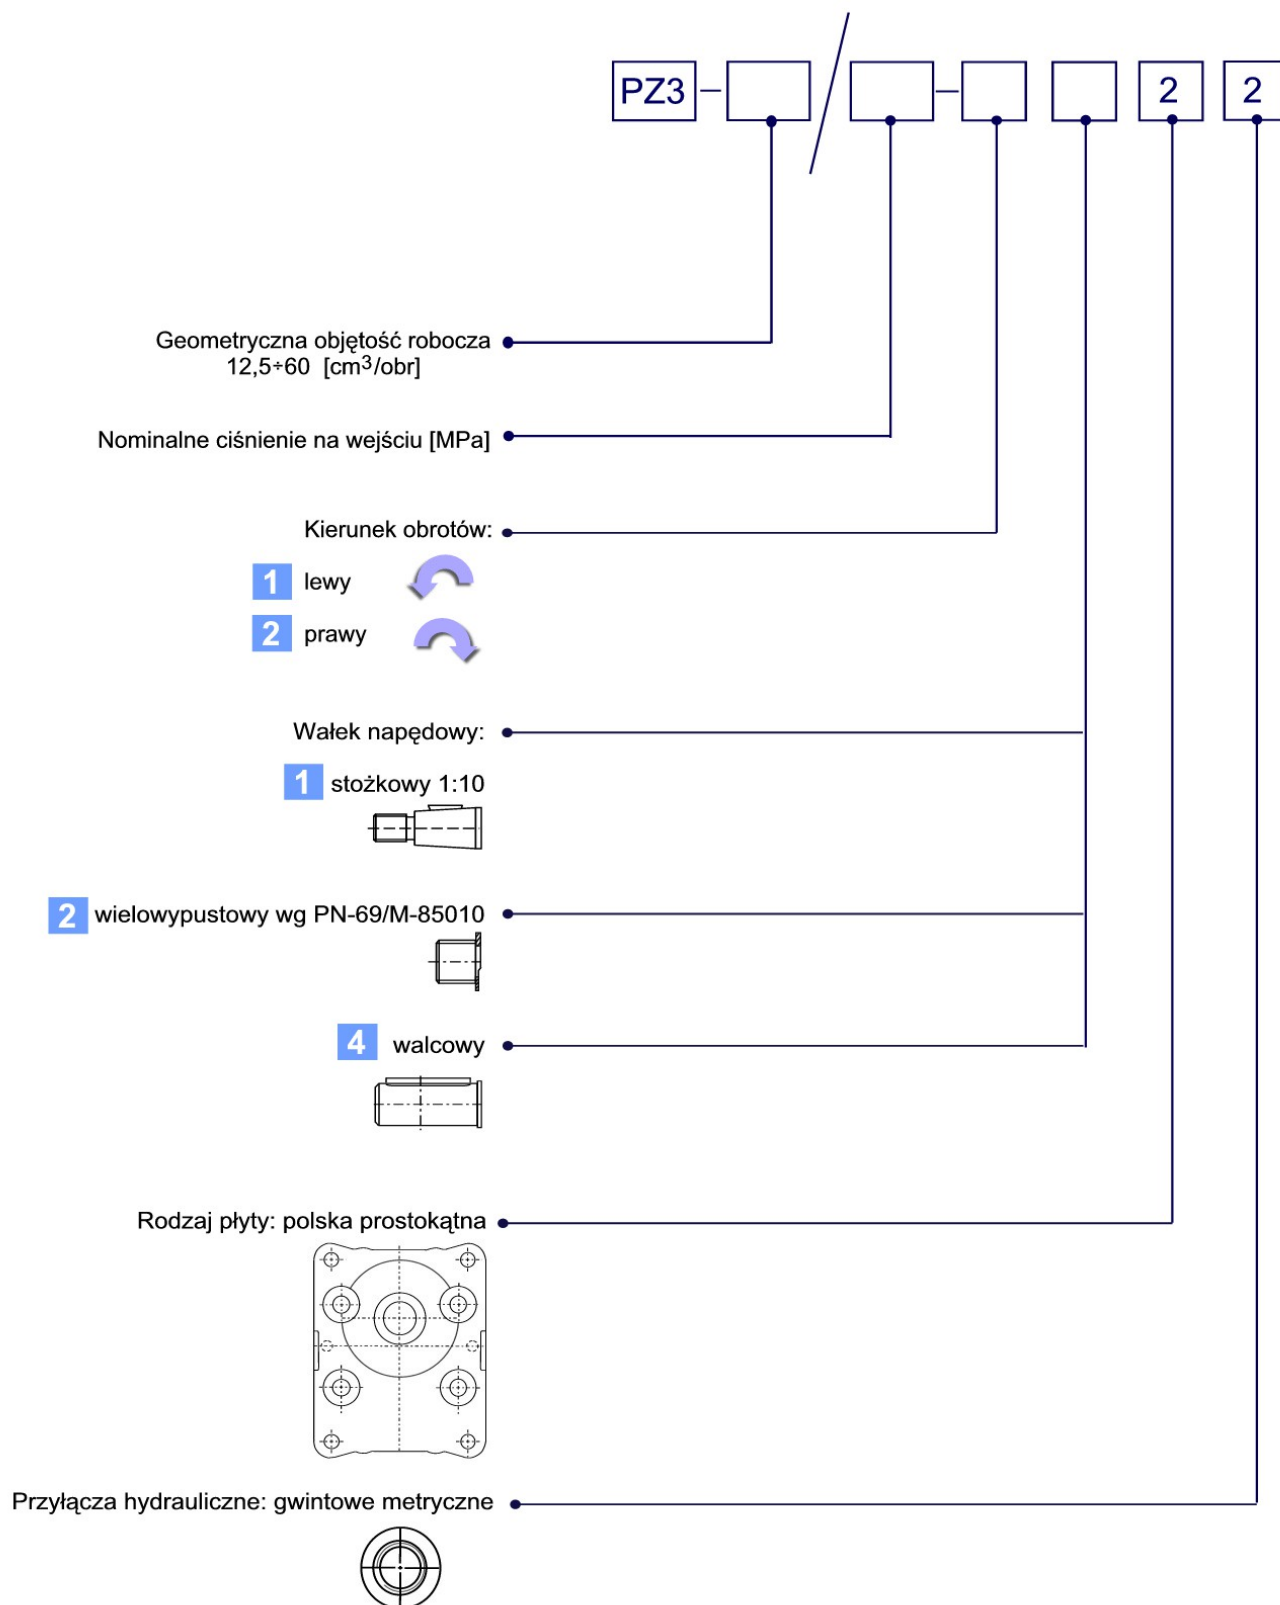 PZ3 – / – 2 2
Geometryczna objętość robocza
12,5÷60 [cm³/obr]
Nominalne ciśnienie na wejściu [MPa]
Kierunek obrotów:
1 lewy
2 prawy
Wałek napędowy:
1 stożkowy 1:10
2 wielowypustowy wg PN-69/M-85010
4 walcowy
Rodzaj płyty: polska prostokątna
Przyłącza hydrauliczne: gwintowe metryczne